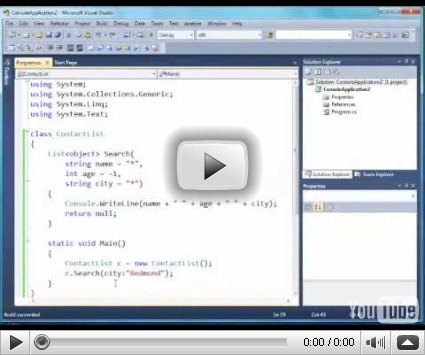 ConsoleApplication2 - Microsoft Visual Studio
File Edit View Refactor Project Build Debug Data Tools Test Analyze Window Help
Debug x86
Program.cs Start Page
ContactList Main()
using System;
using System.Collections.Generic;
using System.Linq;
using System.Text;
class ContactList
{
List<object> Search(
string name = "*",
int age = -1,
string city = "*")
{
Console.WriteLine(name + " " + age + " " + city);
return null;
}
static void Main()
{
ContactList c = new ContactList();
c.Search(city:"Redmond");
}
}
Solution Explorer
Solution 'ConsoleApplication2' (1 project)
ConsoleApplication2
Properties
References
Program.cs
Solution Explorer Team Explorer
Properties
Build succeeded
YouTube
0:00 / 0:00